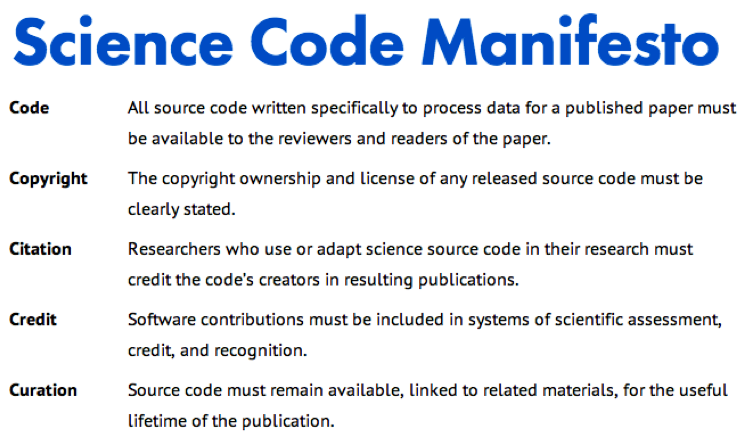 Science Code Manifesto
Code All source code written specifically to process data for a published paper must
be available to the reviewers and readers of the paper.
Copyright The copyright ownership and license of any released source code must be
clearly stated.
Citation Researchers who use or adapt science source code in their research must
credit the code's creators in resulting publications.
Credit Software contributions must be included in systems of scientific assessment,
credit, and recognition.
Curation Source code must remain available, linked to related materials, for the useful
lifetime of the publication.